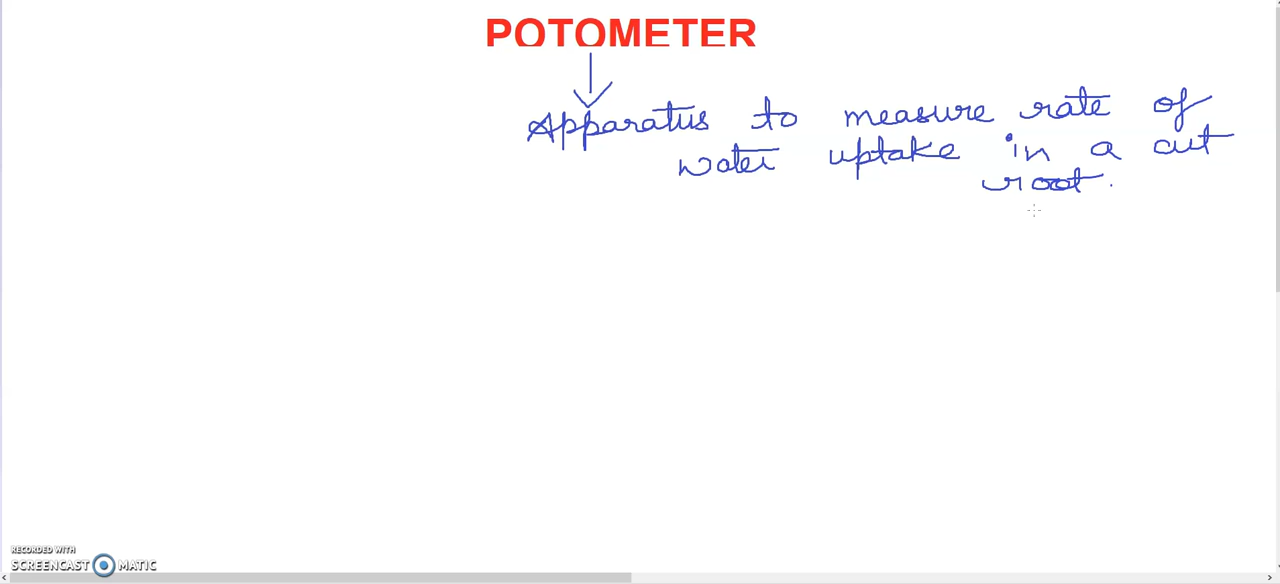 POTOMETER
Apparatus to measure rate of
water uptake in a cut
root.
RECORDED WITH
SCREENCAST MATIC